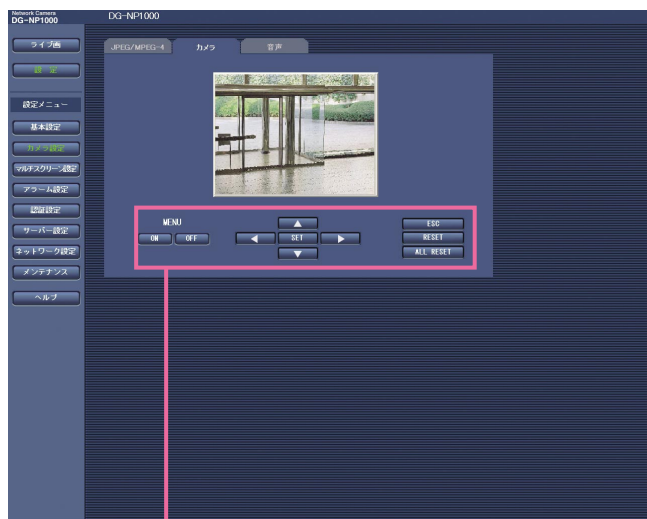 Network Camera
DG-NP1000
DG-NP1000
ライブ画
設 定
設定メニュー
基本設定
カメラ設定
マルチスクリーン設定
アラーム設定
認証設定
サーバー設定
ネットワーク設定
メンテナンス
ヘルプ
JPEG/MPEG-4
カメラ
音声
MENU
ON
OFF
▲
◀
SET
▶
▼
ESC
RESET
ALL RESET